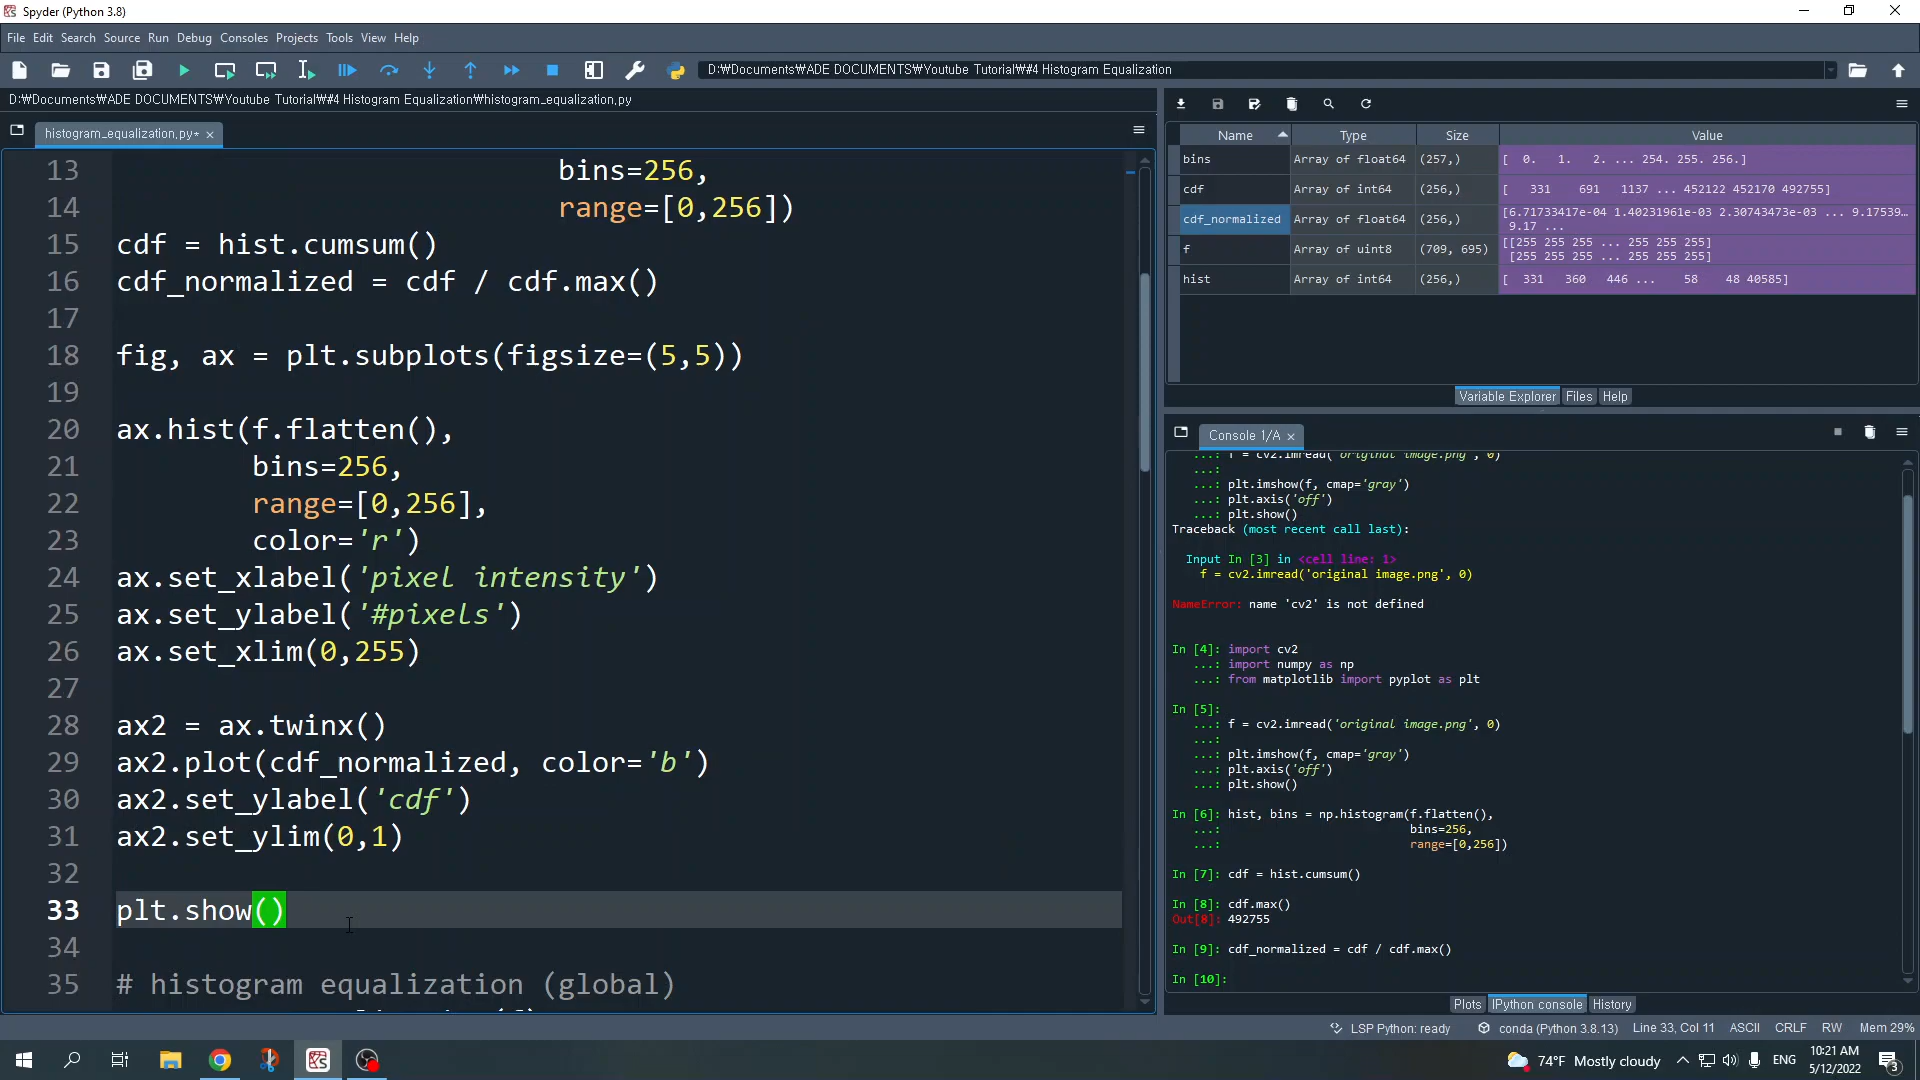 Spyder (Python 3.8)
File Edit Search Source Run Debug Consoles Projects Tools View Help
D:₩Documents₩ADE DOCUMENTS₩Youtube Tutorial₩#4 Histogram Equalization
D:₩Documents₩ADE DOCUMENTS₩Youtube Tutorial₩#4 Histogram Equalization₩histogram_equalization.py
histogram_equalization.py*
13 bins=256,
14 range=[0,256])
15 cdf = hist.cumsum()
16 cdf_normalized = cdf / cdf.max()
17
18 fig, ax = plt.subplots(figsize=(5,5))
19
20 ax.hist(f.flatten(),
21 bins=256,
22 range=[0,256],
23 color='r')
24 ax.set_xlabel('pixel intensity')
25 ax.set_ylabel('#pixels')
26 ax.set_xlim(0,255)
27
28 ax2 = ax.twinx()
29 ax2.plot(cdf_normalized, color='b')
30 ax2.set_ylabel('cdf')
31 ax2.set_ylim(0,1)
32
33 plt.show()
34
35 # histogram equalization (global)
Name Type Size Value
bins Array of float64 (257,) [ 0. 1. 2. ... 254. 255. 256.]
cdf Array of int64 (256,) [ 331 691 1137 ... 452122 452170 492755]
cdf_normalized Array of float64 (256,) [6.71733417e-04 1.40231961e-03 2.30743473e-03 ... 9.17539…
9.17 ...
f Array of uint8 (709, 695) [[255 255 255 ... 255 255 255]
[255 255 255 ... 255 255 255]
hist Array of int64 (256,) [ 331 360 446 ... 58 48 40585]
Variable Explorer Files Help
Console 1/A
...: f = cv2.imread('original image.png', 0)
...:
...: plt.imshow(f, cmap='gray')
...: plt.axis('off')
...: plt.show()
Traceback (most recent call last):
Input In [3] in <cell line: 1>
f = cv2.imread('original image.png', 0)
NameError: name 'cv2' is not defined
In [4]: import cv2
...: import numpy as np
...: from matplotlib import pyplot as plt
In [5]:
...: f = cv2.imread('original image.png', 0)
...:
...: plt.imshow(f, cmap='gray')
...: plt.axis('off')
...: plt.show()
In [6]: hist, bins = np.histogram(f.flatten(),
...: bins=256,
...: range=[0,256])
In [7]: cdf = hist.cumsum()
In [8]: cdf.max()
Out[8]: 492755
In [9]: cdf_normalized = cdf / cdf.max()
In [10]:
Plots IPython console History
LSP Python: ready conda (Python 3.8.13) Line 33, Col 11 ASCII CRLF RW Mem 29%
74°F Mostly cloudy ENG 10:21 AM
5/12/2022 3